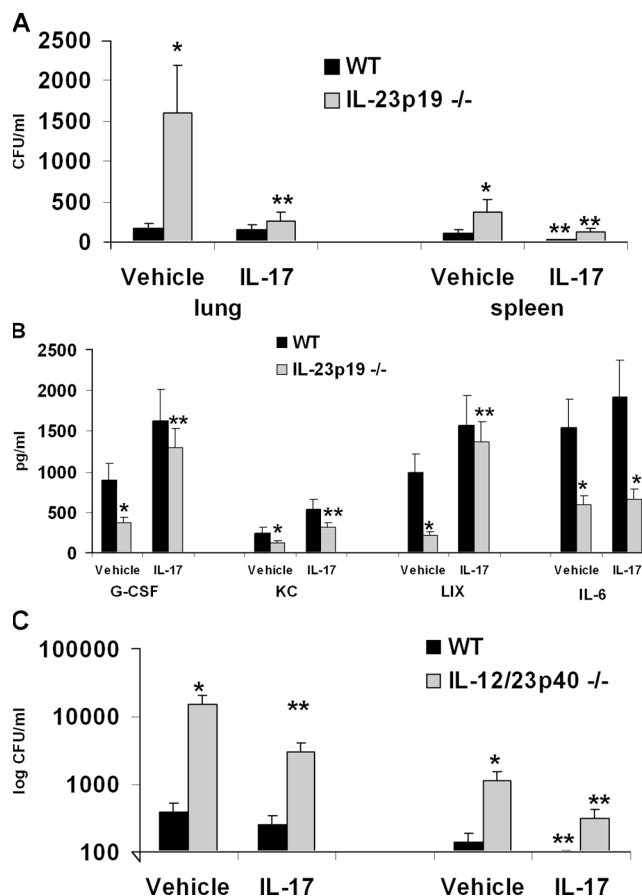 A
2500
2000
1500
1000
500
0
CFU/ml
*
**
*
**
**
WT
IL-23p19 -/-
Vehicle IL-17 Vehicle IL-17
lung spleen
B
2500
2000
1500
1000
500
0
pg/ml
WT
IL-23p19 -/-
*
**
*
**
*
**
*
*
Vehicle IL-17 Vehicle IL-17 Vehicle IL-17 Vehicle IL-17
G-CSF KC LIX IL-6
C
100000
10000
1000
100
log CFU/ml
WT
IL-12/23p40 -/-
*
**
*
**
**
Vehicle IL-17 Vehicle IL-17